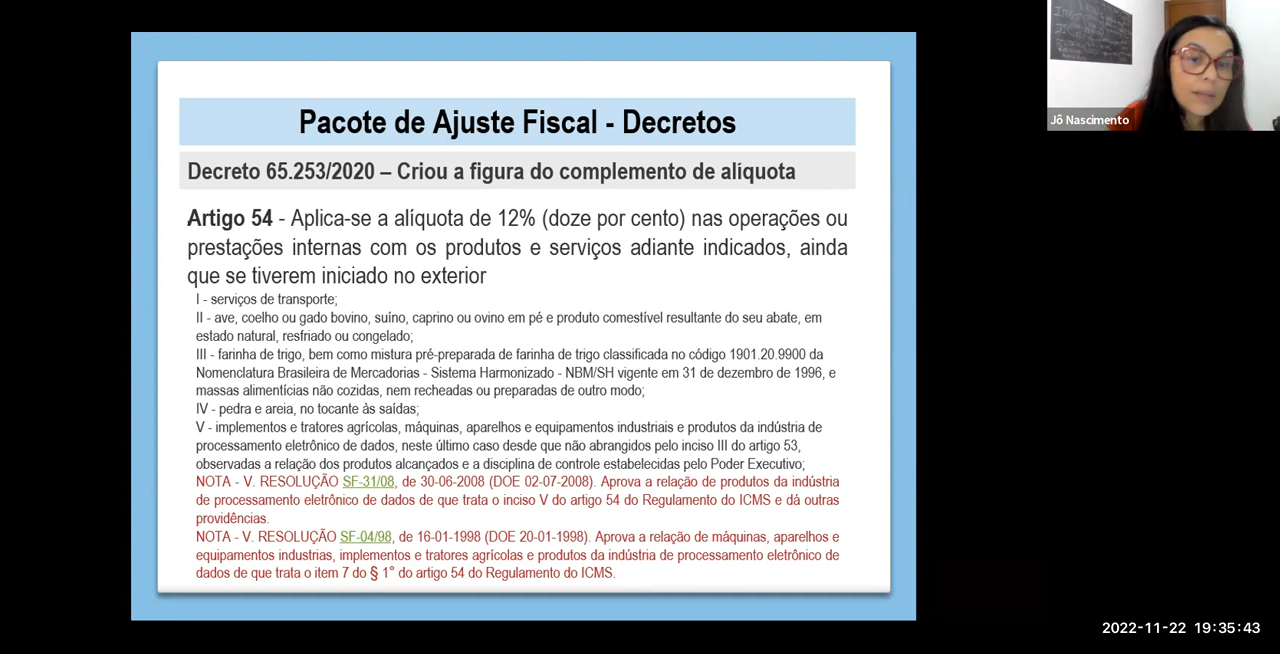 Pacote de Ajuste Fiscal - Decretos
Decreto 65.253/2020 – Criou a figura do complemento de alíquota
Artigo 54 - Aplica-se a alíquota de 12% (doze por cento) nas operações ou
prestações internas com os produtos e serviços adiante indicados, ainda
que se tiverem iniciado no exterior
I - serviços de transporte;
II - ave, coelho ou gado bovino, suíno, caprino ou ovino em pé e produto comestível resultante do seu abate, em
estado natural, resfriado ou congelado;
III - farinha de trigo, bem como mistura pré-preparada de farinha de trigo classificada no código 1901.20.9900 da
Nomenclatura Brasileira de Mercadorias - Sistema Harmonizado - NBM/SH vigente em 31 de dezembro de 1996, e
massas alimentícias não cozidas, nem recheadas ou preparadas de outro modo;
IV - pedra e areia, no tocante às saídas;
V - implementos e tratores agrícolas, máquinas, aparelhos e equipamentos industriais e produtos da indústria de
processamento eletrônico de dados, neste último caso desde que não abrangidos pelo inciso III do artigo 53,
observadas a relação dos produtos alcançados e a disciplina de controle estabelecidas pelo Poder Executivo;
NOTA - V. RESOLUÇÃO SF-31/08, de 30-06-2008 (DOE 02-07-2008). Aprova a relação de produtos da indústria
de processamento eletrônico de dados de que trata o inciso V do artigo 54 do Regulamento do ICMS e dá outras
providências.
NOTA - V. RESOLUÇÃO SF-04/98, de 16-01-1998 (DOE 20-01-1998). Aprova a relação de máquinas, aparelhos e
equipamentos industrias, implementos e tratores agrícolas e produtos da indústria de processamento eletrônico de
dados de que trata o item 7 do § 1° do artigo 54 do Regulamento do ICMS.
Jô Nascimento
2022-11-22 19:35:43